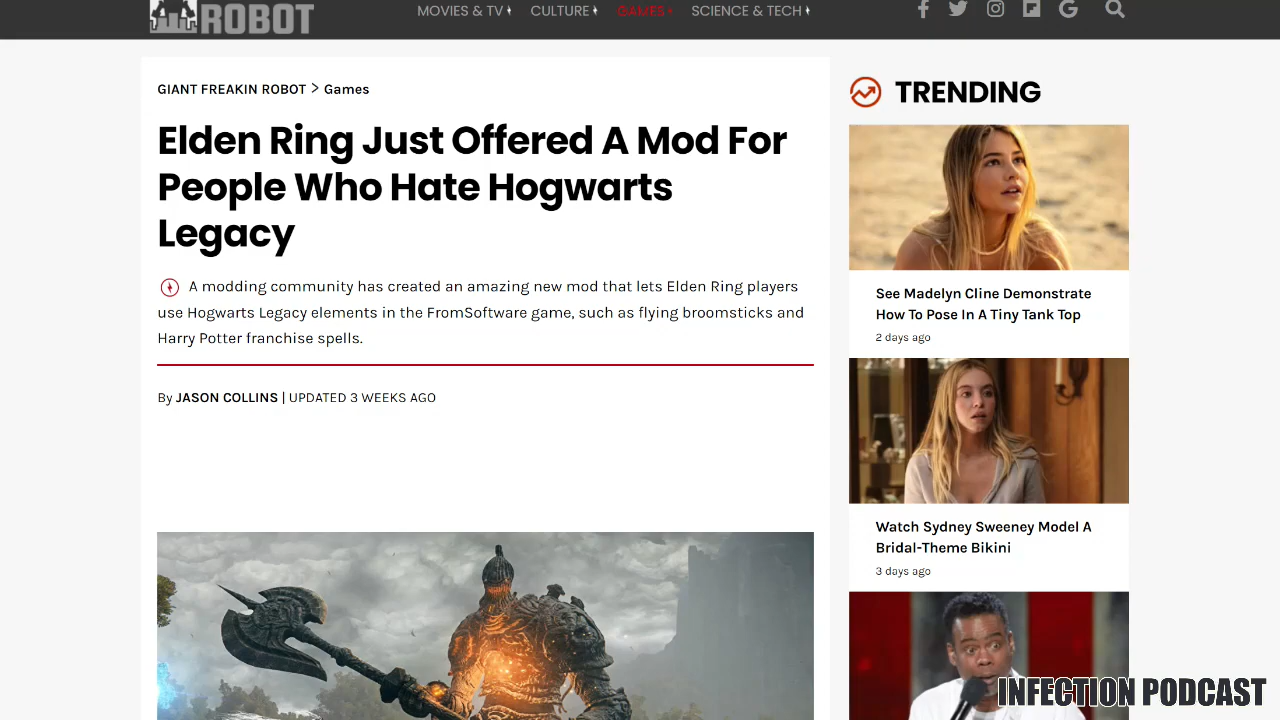 ROBOT
MOVIES & TV
CULTURE
GAMES
SCIENCE & TECH
GIANT FREAKIN ROBOT > Games
Elden Ring Just Offered A Mod For
People Who Hate Hogwarts
Legacy
A modding community has created an amazing new mod that lets Elden Ring players
use Hogwarts Legacy elements in the FromSoftware game, such as flying broomsticks and
Harry Potter franchise spells.
By JASON COLLINS | UPDATED 3 WEEKS AGO
TRENDING
See Madelyn Cline Demonstrate
How To Pose In A Tiny Tank Top
2 days ago
Watch Sydney Sweeney Model A
Bridal-Theme Bikini
3 days ago
INFECTION PODCAST